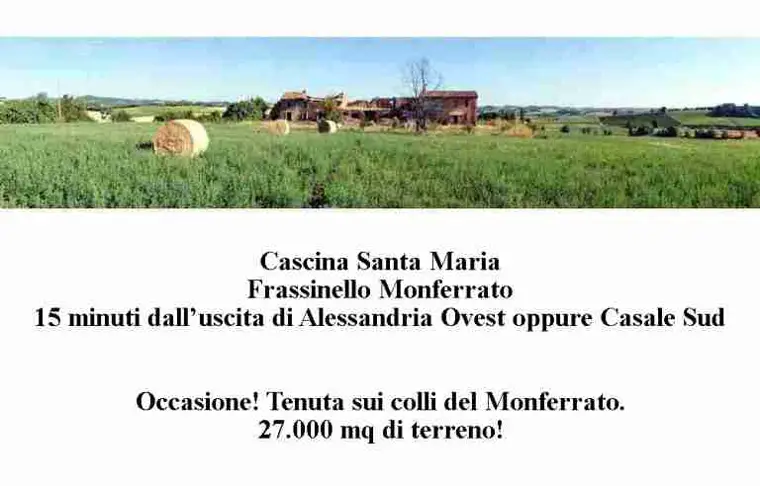 Cascina Santa Maria
Frassinello Monferrato
15 minuti dall’uscita di Alessandria Ovest oppure Casale Sud
Occasione! Tenuta sui colli del Monferrato.
27.000 mq di terreno!